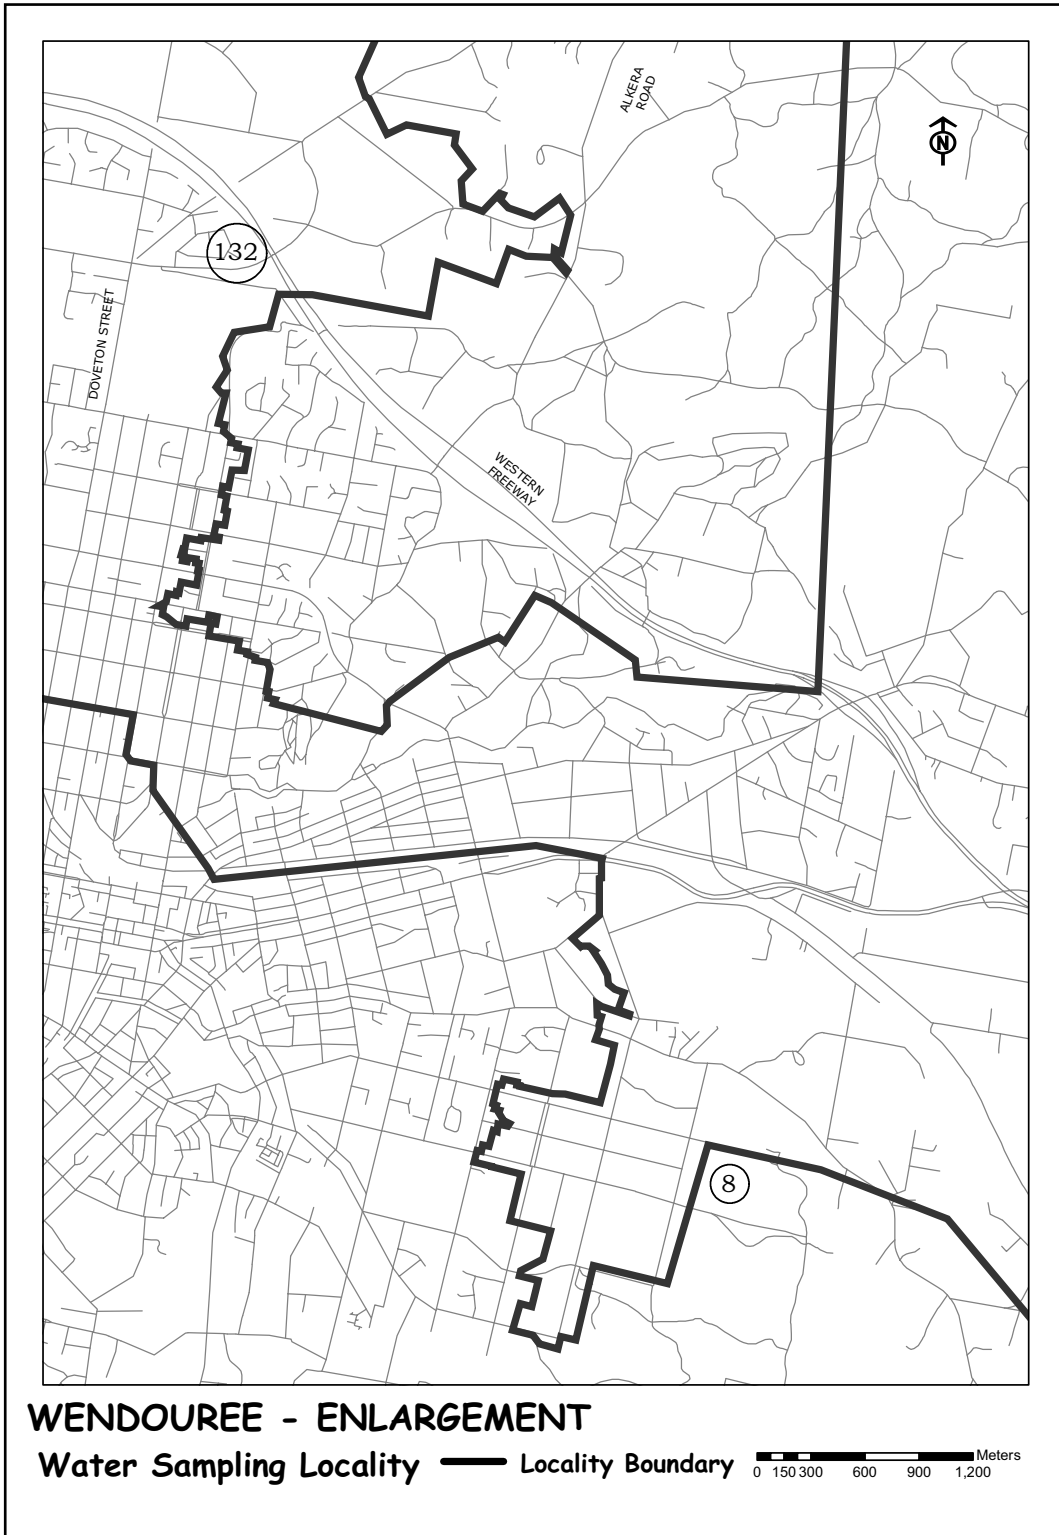 ALKERA
ROAD
N
132
DOVETON STREET
WESTERN
FREEWAY
8
WENDOUREE - ENLARGEMENT
Water Sampling Locality
Locality Boundary
Meters
0 150 300 600 900 1,200